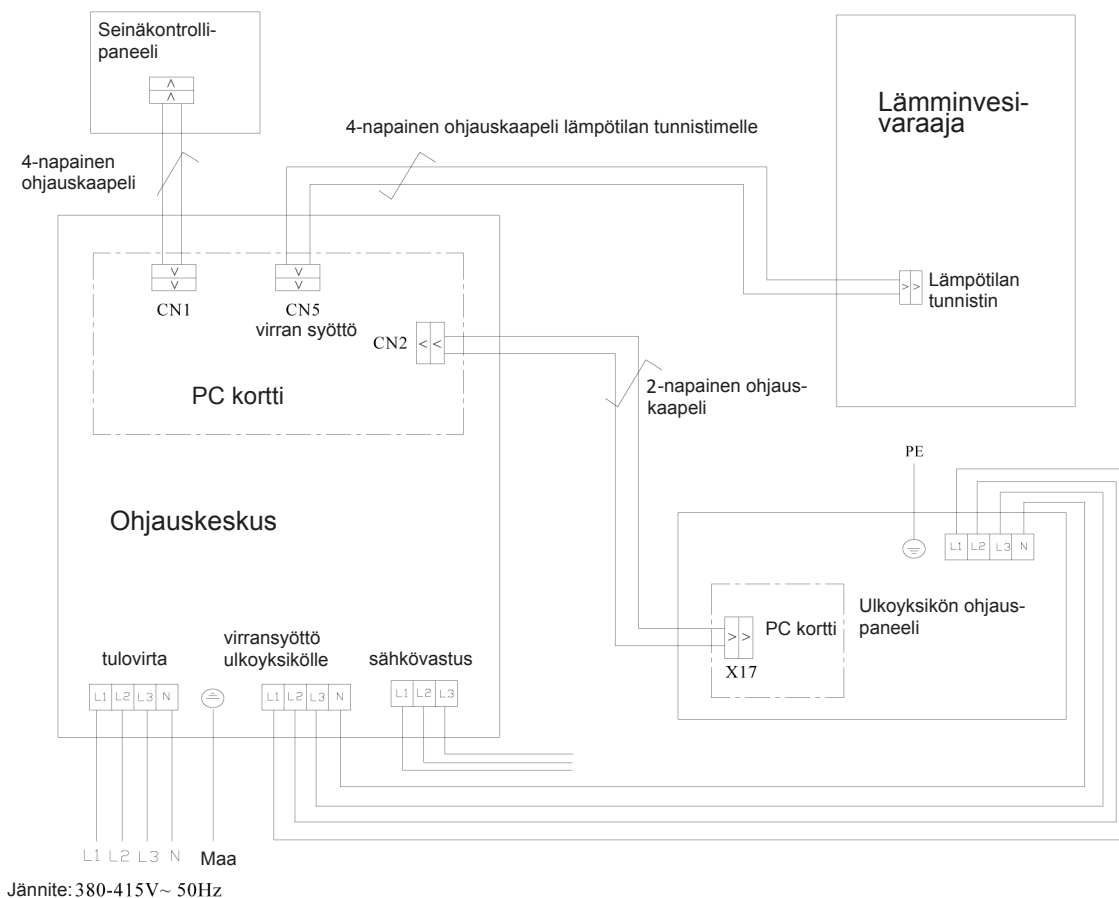 Seinäkontrolli-
paneeli
4-napainen
ohjauskaapeli
4-napainen ohjauskaapeli lämpötilan tunnistimelle
Lämminvesi-
varaaja
Lämpötilan
tunnistin
CN1
CN5
virran syöttö
CN2
PC kortti
2-napainen ohjaus-
kaapeli
Ohjauskeskus
PE
L1 L2 L3 N
Ulkoyksikön ohjaus-
paneeli
PC kortti
X17
tulovirta
virransyöttö
ulkoyksikölle
sähkövastus
L1 L2 L3 N
L1 L2 L3 N
L1 L2 L3
L1 L2 L3 N
Maa
Jännite: 380-415V~ 50Hz